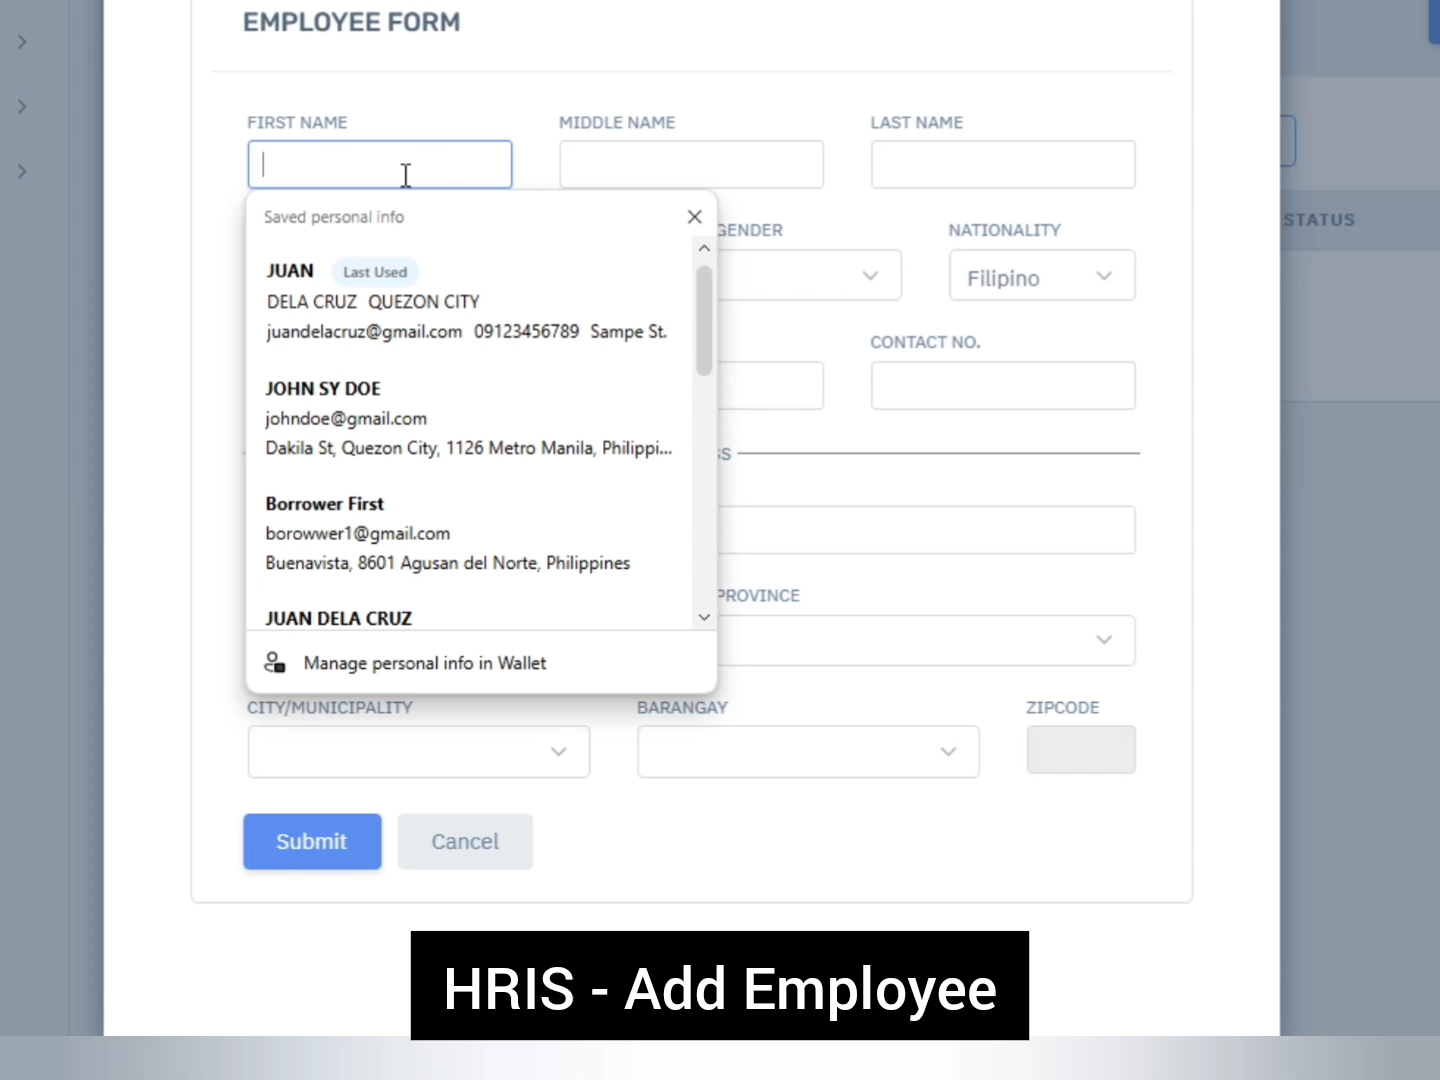 EMPLOYEE FORM
FIRST NAME
MIDDLE NAME
LAST NAME
Saved personal info
JUAN Last Used
DELA CRUZ QUEZON CITY
juandelacruz@gmail.com 09123456789 Sampe St.
JOHN SY DOE
johndoe@gmail.com
Dakila St, Quezon City, 1126 Metro Manila, Philippi...
Borrower First
borowwer1@gmail.com
Buenavista, 8601 Agusan del Norte, Philippines
JUAN DELA CRUZ
Manage personal info in Wallet
GENDER
NATIONALITY
Filipino
STATUS
CONTACT NO.
PROVINCE
CITY/MUNICIPALITY
BARANGAY
ZIPCODE
Submit
Cancel
HRIS - Add Employee